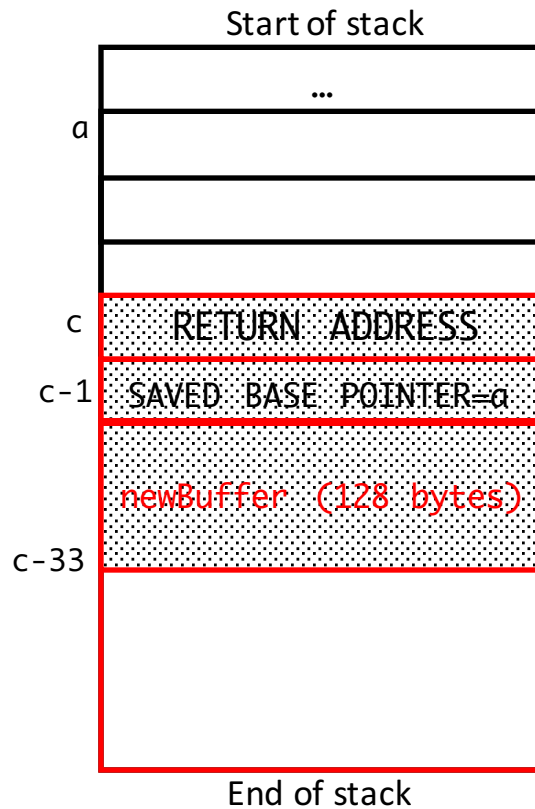 Start of stack
…
a
c
RETURN ADDRESS
c-1
SAVED BASE POINTER=a
newBuffer (128 bytes)
c-33
End of stack